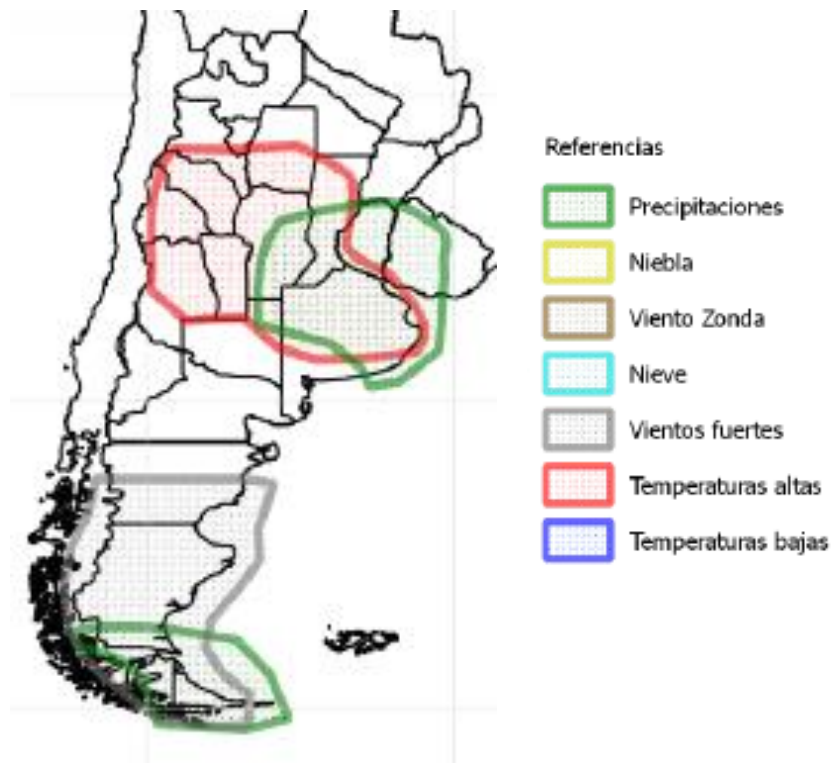 Referencias
Precipitaciones
Niebla
Viento Zonda
Nieve
Vientos fuertes
Temperaturas altas
Temperaturas bajas